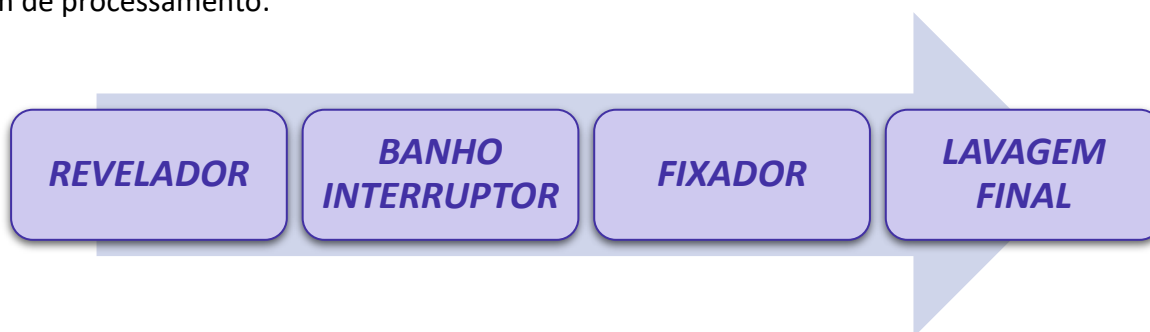 de processamento.
REVELADOR
BANHO
INTERRUPTOR
FIXADOR
LAVAGEM
FINAL